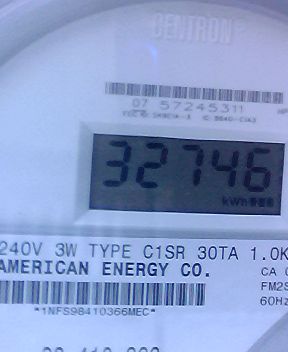 CENTRON
07 57245311
32746
kWh
240V 3W TYPE C1SR 30TA 1.0K
AMERICAN ENERGY CO.
CA
FM2S
60Hz
*1NFS98410366MEC*